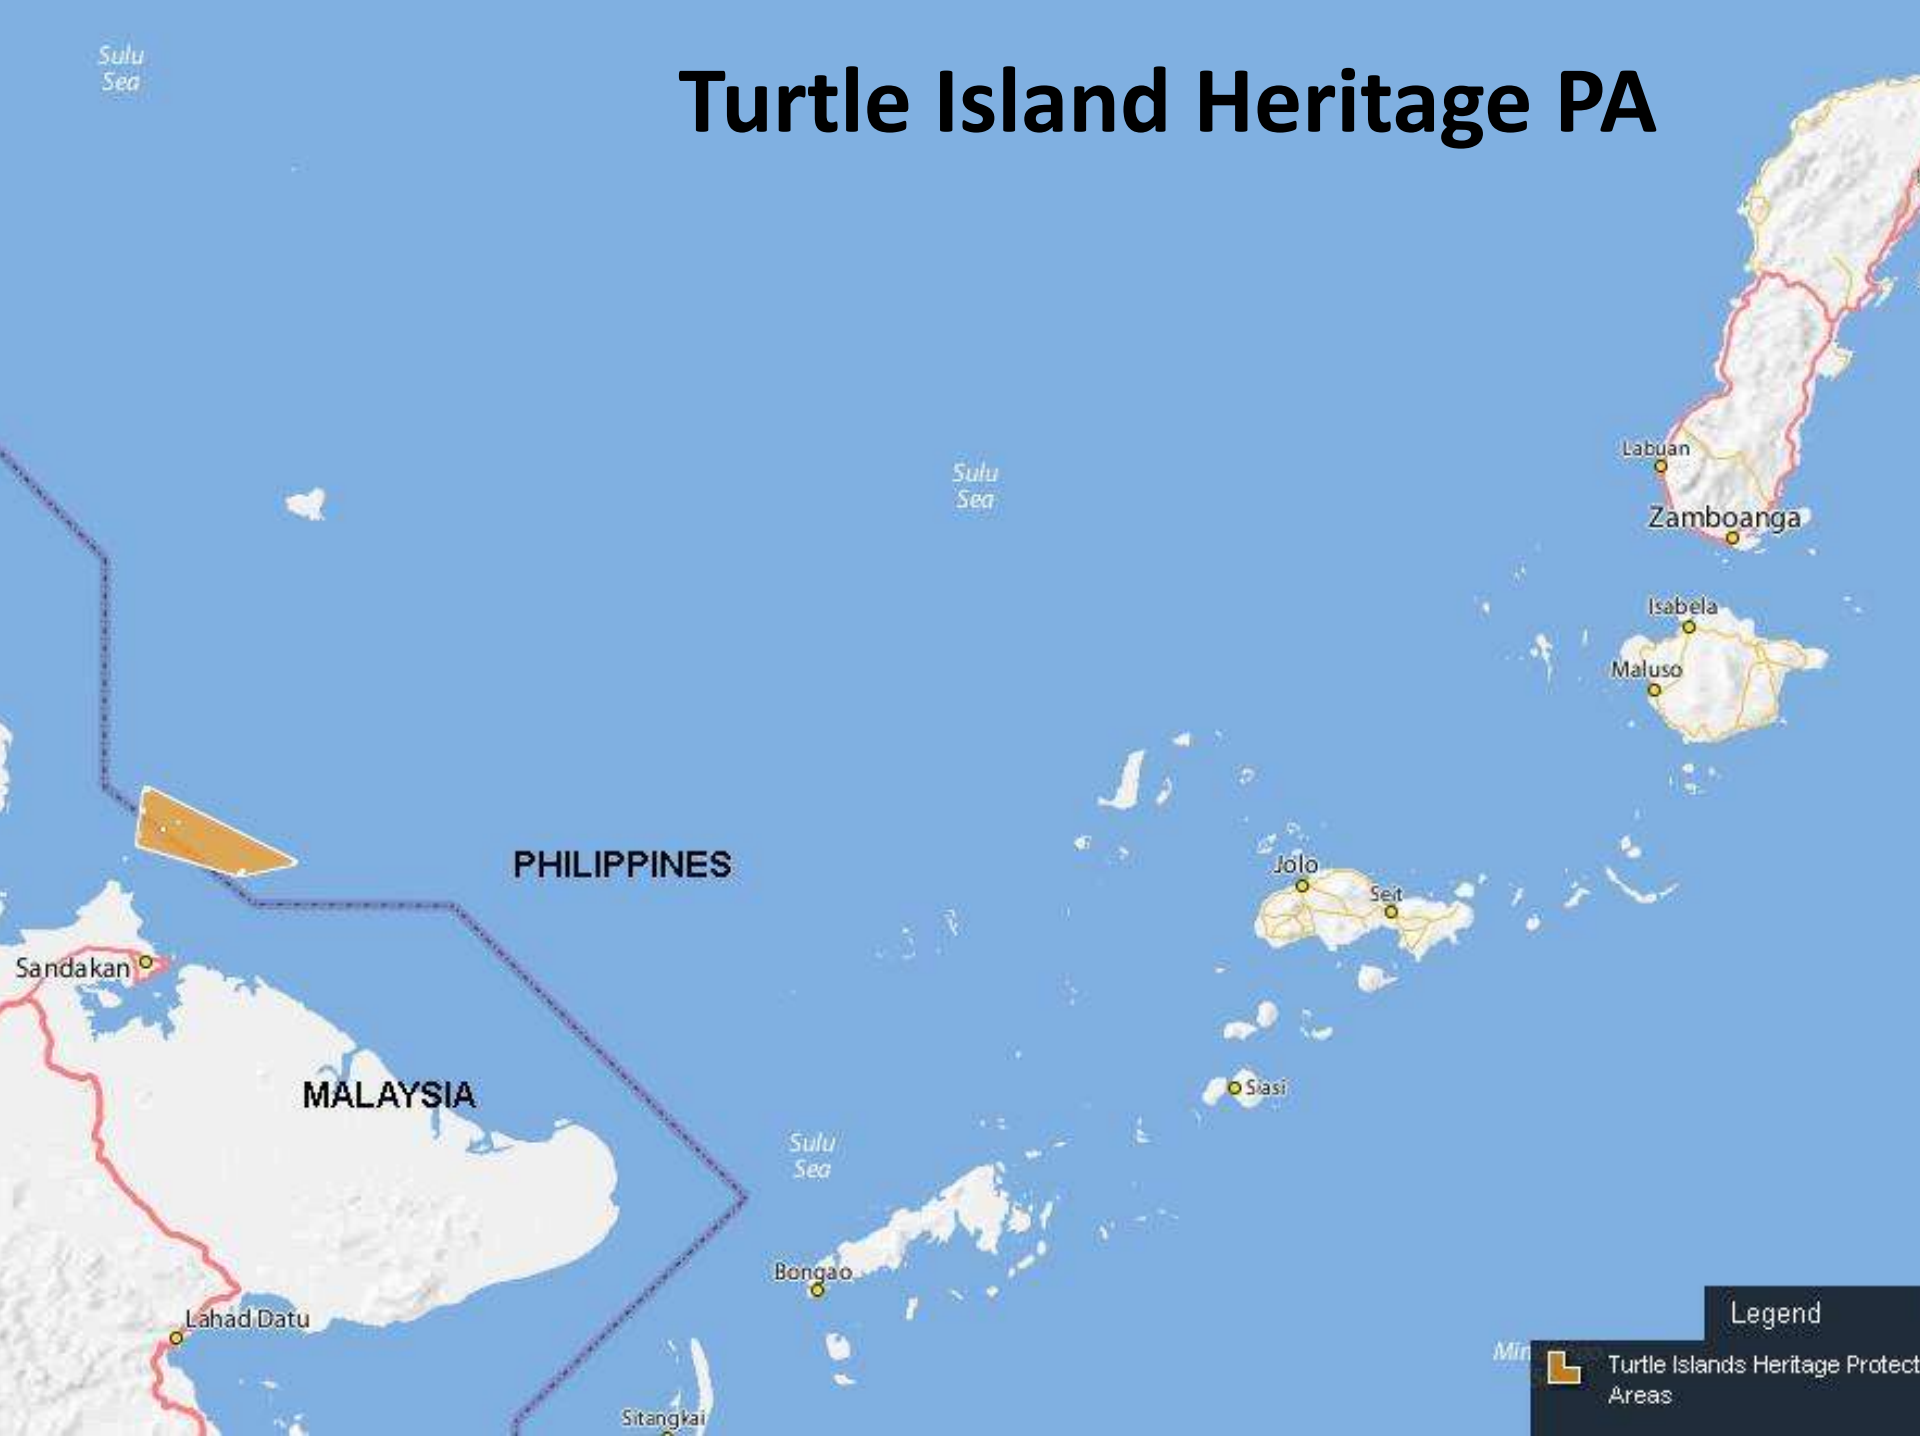 Sulu
Sea
Turtle Island Heritage PA
Sulu
Sea
Labuan
Zamboanga
Isabela
Maluso
PHILIPPINES
Jolo
Seit
Sandakan
MALAYSIA
Siasi
Sulu
Sea
Bongao
Lahad Datu
Sitangkai
Legend
Turtle Islands Heritage Protect
Areas